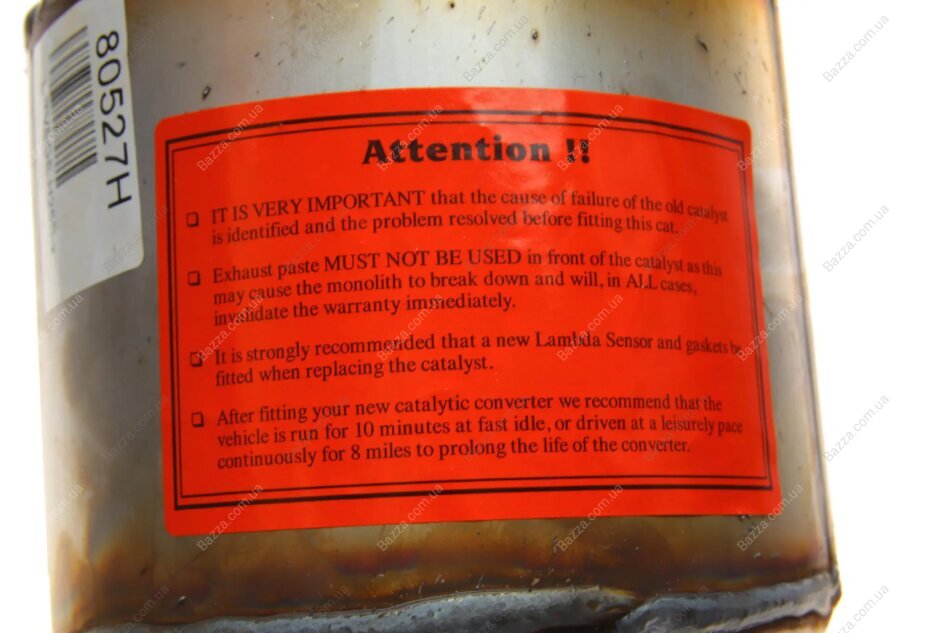 80527H
Attention !!
❑ IT IS VERY IMPORTANT that the cause of failure of the old catalyst
is identified and the problem resolved before fitting this cat.
❑ Exhaust paste MUST NOT BE USED in front of the catalyst as this
may cause the monolith to break down and will, in ALL cases,
invalidate the warranty immediately.
❑ It is strongly recommended that a new Lambda Sensor and gaskets be
fitted when replacing the catalyst.
❑ After fitting your new catalytic converter we recommend that the
vehicle is run for 10 minutes at fast idle, or driven at a leisurely pace
continuously for 8 miles to prolong the life of the converter.
Bazza.com.ua